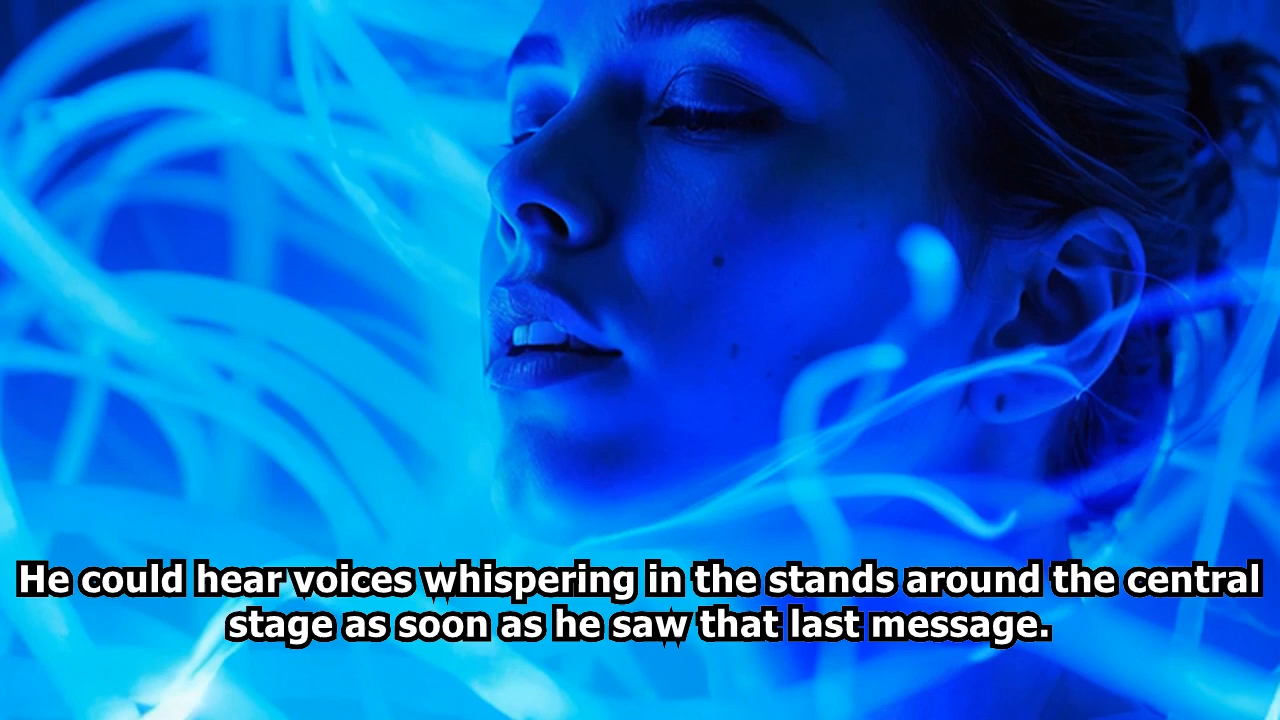 He could hear voices whispering in the stands around the central
stage as soon as he saw that last message.